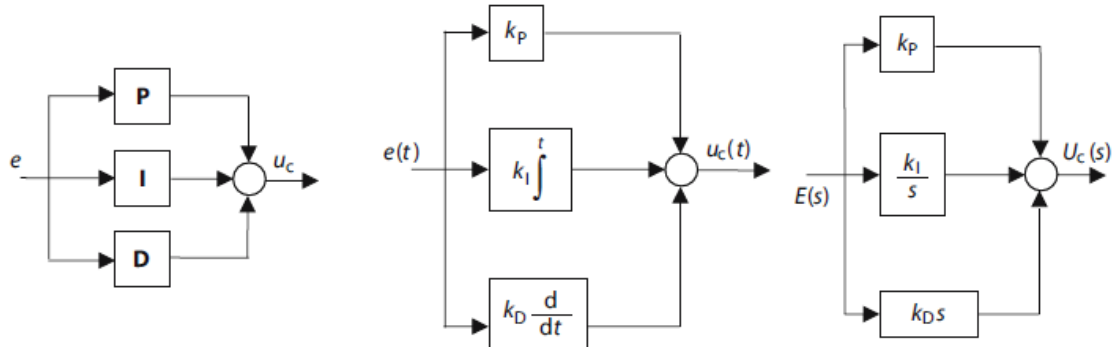 e
P
I
D
u_c
e(t)
k_P
k_I ∫^t
k_D d/dt
u_c(t)
E(s)
k_P
k_I/s
k_D s
U_c(s)